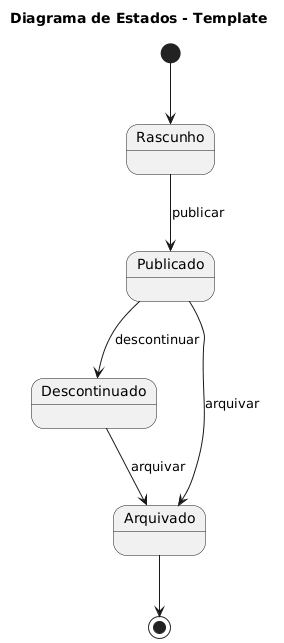 Diagrama de Estados - Template
Rascunho
publicar
Publicado
descontinuar
Descontinuado
arquivar
arquivar
Arquivado